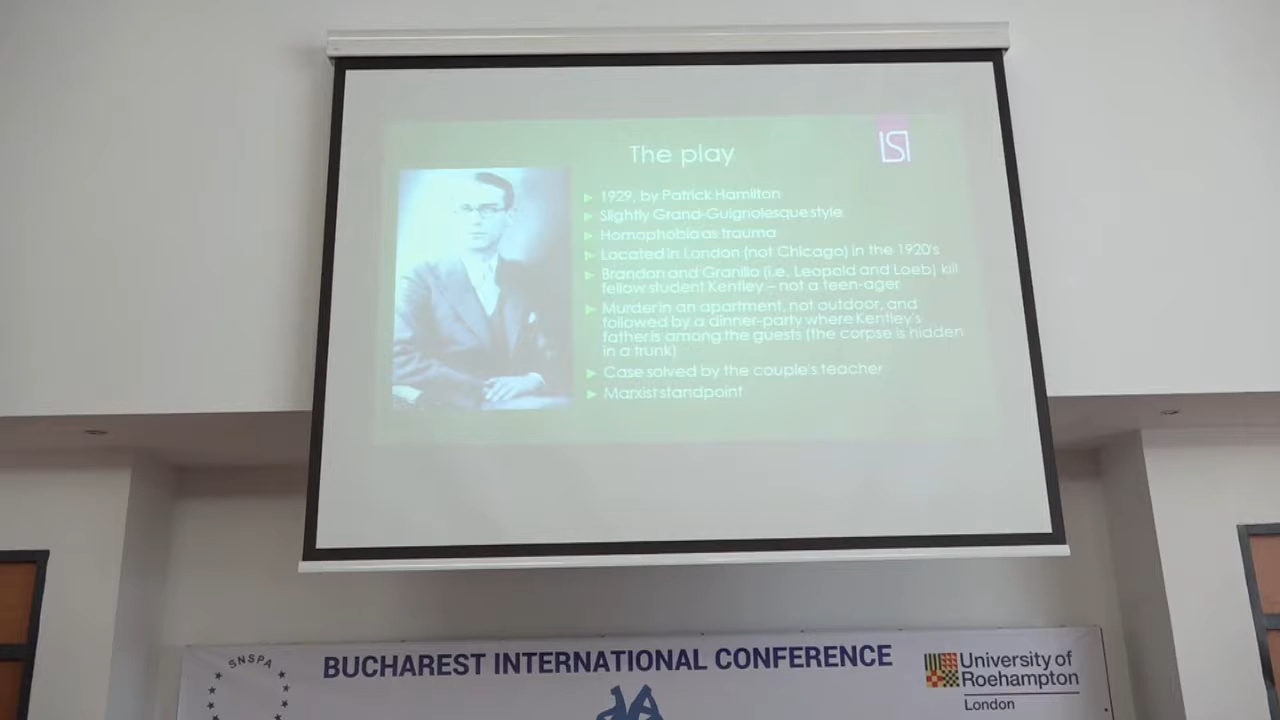 The play
LSI
► 1929, by Patrick Hamilton
► Slightly Grand-Guignolesque style
► Homophobia as trauma
► Located in London (not Chicago) in the 1920's
► Brandon and Granillo (i.e. Leopold and Loeb) kill
fellow student Kentley – not a teen-ager
► Murder in an apartment, not outdoor, and
followed by a dinner-party where Kentley's
father is among the guests (the corpse is hidden
in a trunk)
► Case solved by the couple's teacher
► Marxist standpoint
SNSPA
BUCHAREST INTERNATIONAL CONFERENCE
University of
Roehampton
London